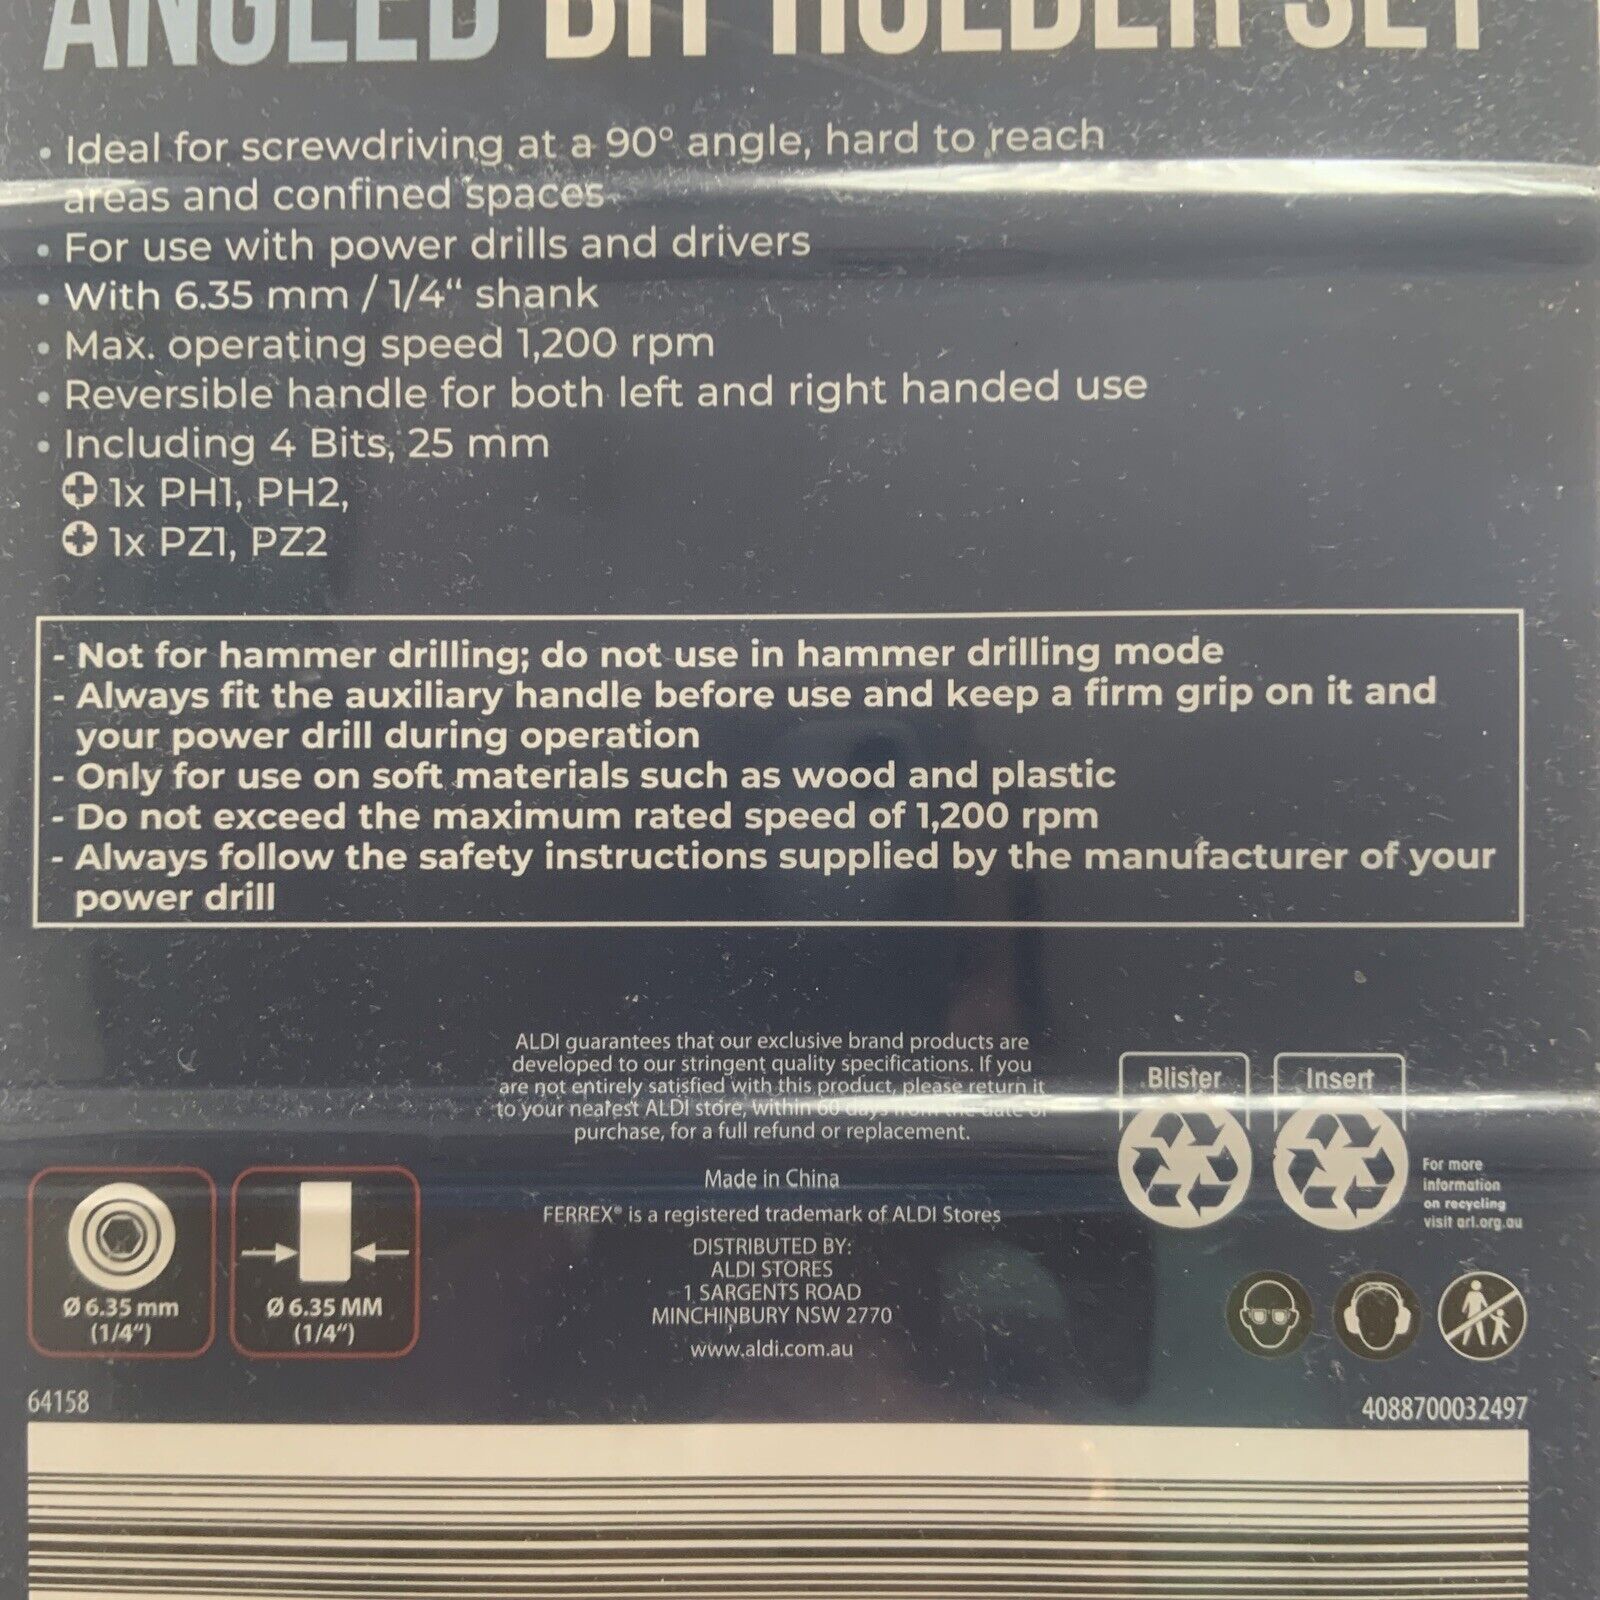 ANGLED BIT HOLDER SET
• Ideal for screwdriving at a 90° angle, hard to reach
areas and confined spaces
• For use with power drills and drivers
• With 6.35 mm / 1/4“ shank
• Max. operating speed 1,200 rpm
• Reversible handle for both left and right handed use
• Including 4 Bits, 25 mm
1x PH1, PH2,
1x PZ1, PZ2
- Not for hammer drilling; do not use in hammer drilling mode
- Always fit the auxiliary handle before use and keep a firm grip on it and
your power drill during operation
- Only for use on soft materials such as wood and plastic
- Do not exceed the maximum rated speed of 1,200 rpm
- Always follow the safety instructions supplied by the manufacturer of your
power drill
ALDI guarantees that our exclusive brand products are
developed to our stringent quality specifications. If you
are not entirely satisfied with this product, please return it
to your nearest ALDI store, within 60 days from the date of
purchase, for a full refund or replacement.
Made in China
FERREX® is a registered trademark of ALDI Stores
DISTRIBUTED BY:
ALDI STORES
1 SARGENTS ROAD
MINCHINBURY NSW 2770
www.aldi.com.au
Blister
Insert
For more
information
on recycling
visit arl.org.au
Ø 6.35 mm
(1/4“)
Ø 6.35 MM
(1/4“)
64158
4088700032497